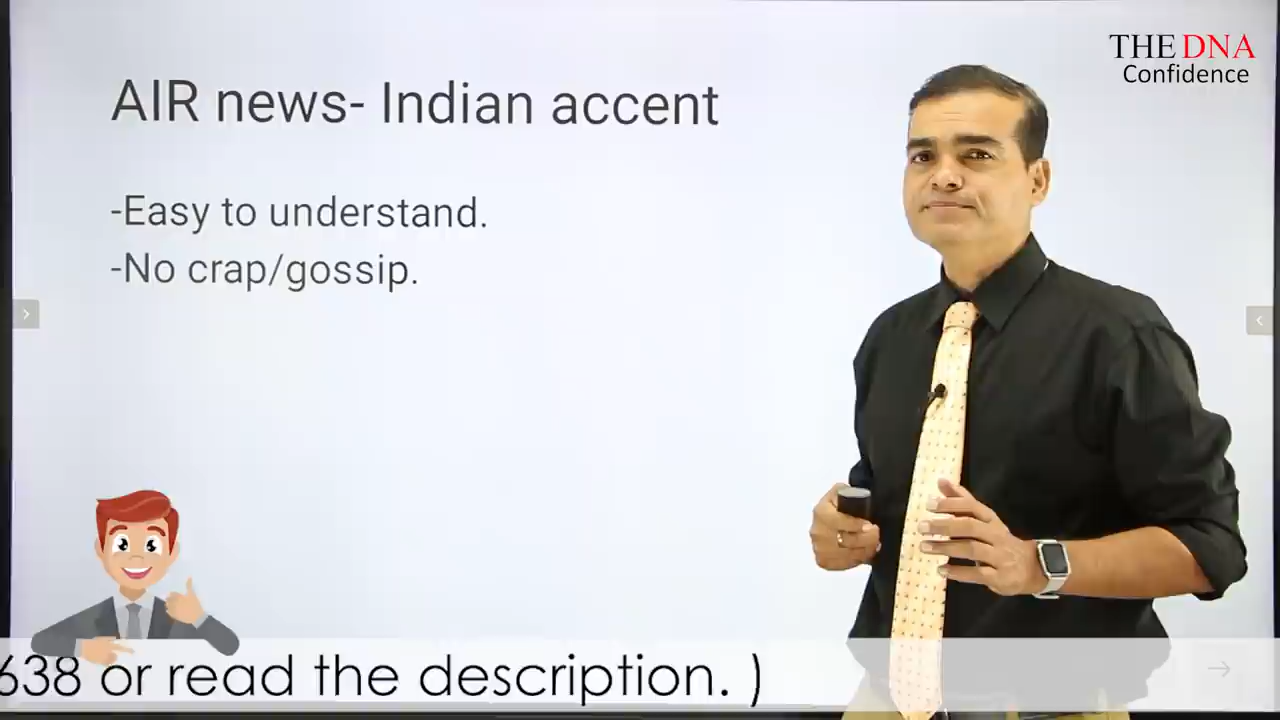 THE DNA
Confidence
AIR news- Indian accent
-Easy to understand.
-No crap/gossip.
638 or read the description. )